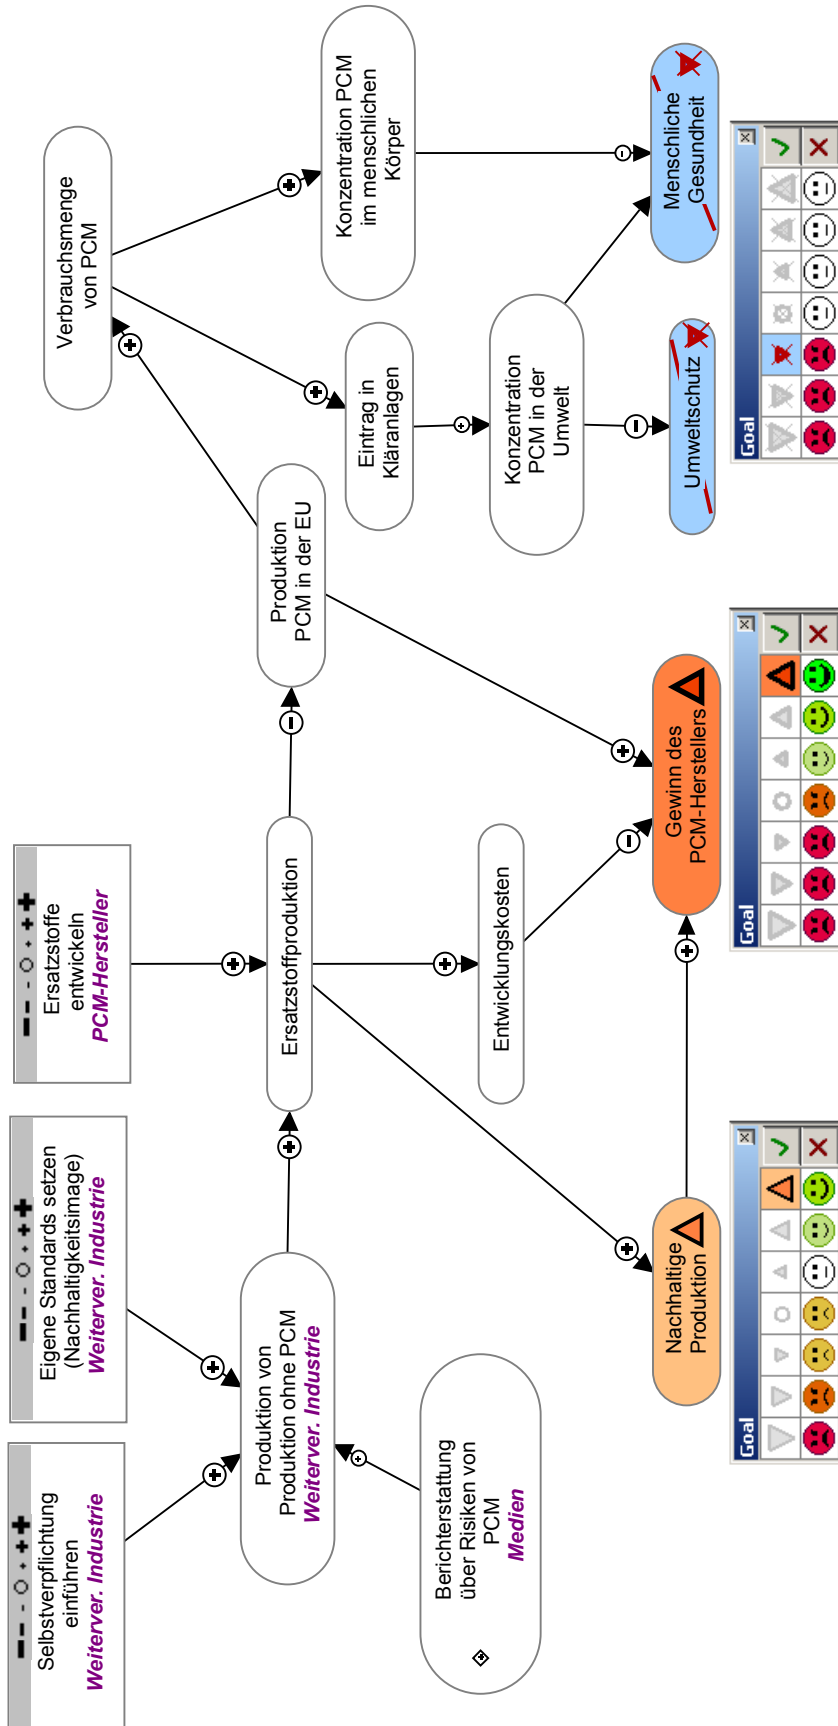 Selbstverpflichtung
einführen
Weiterver. Industrie
Eigene Standards setzen
(Nachhaltigkeitsimage)
Weiterver. Industrie
Ersatzstoffe
entwickeln
PCM-Hersteller
Verbrauchsmenge
von PCM
Produktion von
Produktion ohne PCM
Weiterver. Industrie
Ersatzstoffproduktion
Produktion
PCM in der EU
Eintrag in
Kläranlagen
Konzentration PCM
im menschlichen
Körper
Berichterstattung
über Risiken von
PCM
Medien
Entwicklungskosten
Konzentration
PCM in der
Umwelt
Nachhaltige
Produktion
Gewinn des
PCM-Herstellers
Umweltschutz
Menschliche
Gesundheit
Goal
Goal
Goal